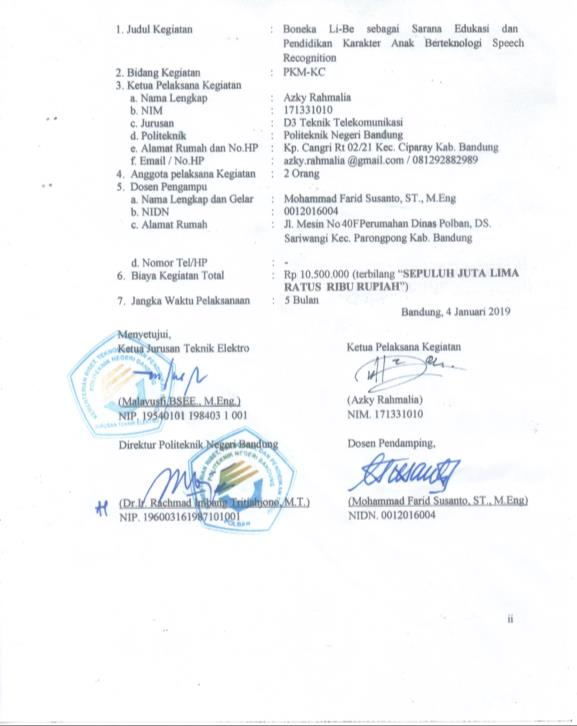 1. Judul Kegiatan : Boneka Li-Be sebagai Sarana Edukasi dan
Pendidikan Karakter Anak Berteknologi Speech
Recognition
2. Bidang Kegiatan : PKM-KC
3. Ketua Pelaksana Kegiatan
a. Nama Lengkap : Azky Rahmalia
b. NIM : 171331010
c. Jurusan : D3 Teknik Telekomunikasi
d. Politeknik : Politeknik Negeri Bandung
e. Alamat Rumah dan No.HP : Kp. Cangri Rt 02/21 Kec. Ciparay Kab. Bandung
f. Email / No.HP : azky.rahmalia @gmail.com / 081292882989
4. Anggota pelaksana Kegiatan : 2 Orang
5. Dosen Pengampu
a. Nama Lengkap dan Gelar : Mohammad Farid Susanto, ST., M.Eng
b. NIDN : 0012016004
c. Alamat Rumah : Jl. Mesin No 40FPerumahan Dinas Polban, DS.
Sariwangi Kec. Parongpong Kab. Bandung
d. Nomor Tel/HP : -
6. Biaya Kegiatan Total : Rp 10.500.000 (terbilang “SEPULUH JUTA LIMA
RATUS RIBU RUPIAH”)
7. Jangka Waktu Pelaksanaan : 5 Bulan
Bandung, 4 Januari 2019
Menyetujui,
Ketua Jurusan Teknik Elektro Ketua Pelaksana Kegiatan
(Malayusfi,BSEE., M.Eng.) (Azky Rahmalia)
NIP. 19540101 198403 1 001 NIM. 171331010
Direktur Politeknik Negeri Bandung Dosen Pendamping,
(Dr.Ir. Rachmad Imbang Tritjahjono, M.T.) (Mohammad Farid Susanto, ST., M.Eng)
NIP. 196003161987101001 NIDN. 0012016004
POLBAN
ii